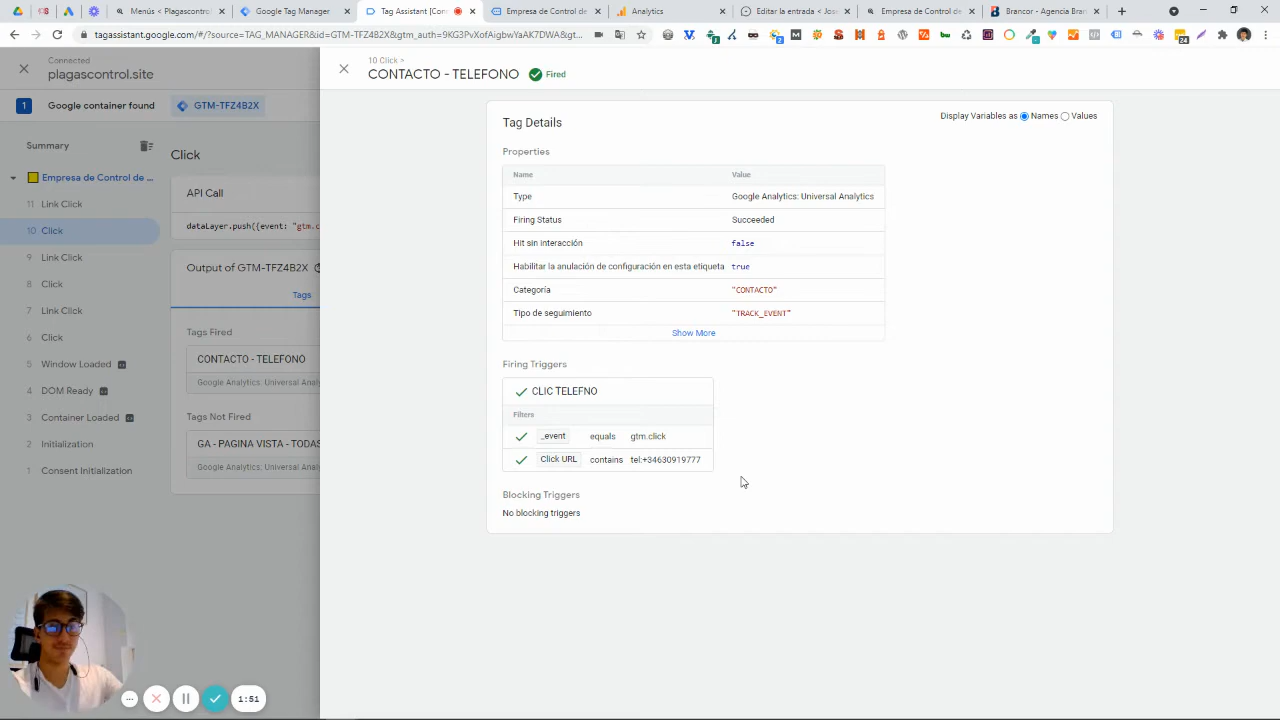 Menús < Plagascontrol
Google Tag Manager
Tag Assistant [Con
Empresa de Control de
Analytics
Editar la entrada < Jos
Empresa de Control de
Brancor - Agencia Bran
tagassistant.google.com/#/?source=TAG_MANAGER&id=GTM-TFZ4B2X&gtm_auth=9KG3PvXofAigbwYaAK7DWA&gt...
Connected
plagascontrol.site
10 Click >
CONTACTO - TELEFONO
Fired
1
Google container found
GTM-TFZ4B2X
Summary
Empresa de Control de ...
11 Link Click
10 Click
9 Link Click
8 Click
7 Link Click
6 Click
5 Window Loaded
4 DOM Ready
3 Container Loaded
2 Initialization
1 Consent Initialization
Click
API Call
dataLayer.push({event: "gtm.c
Output of GTM-TFZ4B2X
Tags
Tags Fired
CONTACTO - TELEFONO
Google Analytics: Universal Analy
Tags Not Fired
GA - PAGINA VISTA - TODAS
Google Analytics: Universal Analy
Tag Details
Display Variables as Names Values
Properties
Name Value
Type Google Analytics: Universal Analytics
Firing Status Succeeded
Hit sin interacción false
Habilitar la anulación de configuración en esta etiqueta true
Categoría "CONTACTO"
Tipo de seguimiento "TRACK_EVENT"
Show More
Firing Triggers
CLIC TELEFNO
Filters
_event equals gtm.click
Click URL contains tel:+34630919777
Blocking Triggers
No blocking triggers
1:51